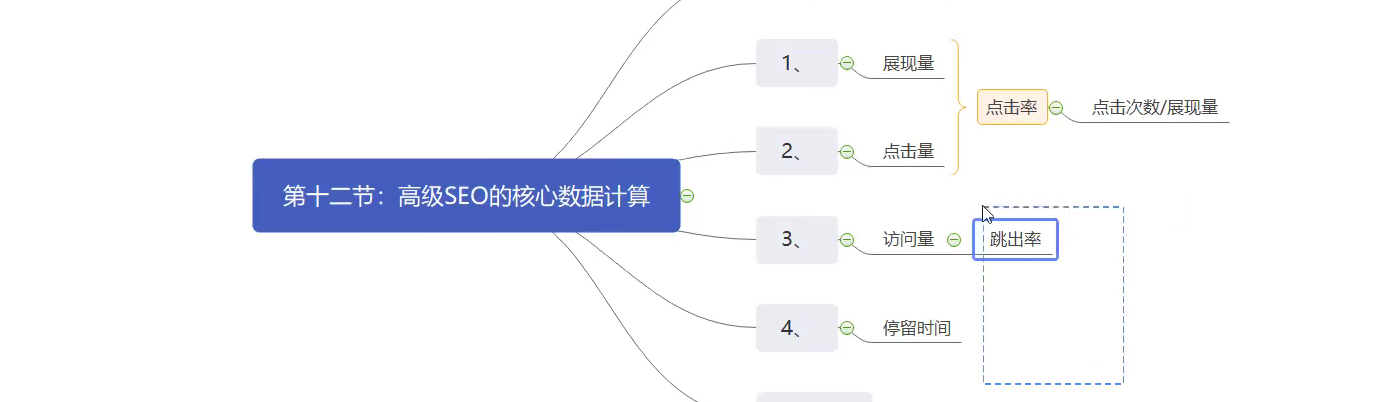 1、
展现量
点击率
点击次数/展现量
2、
点击量
第十二节：高级SEO的核心数据计算
3、
访问量
跳出率
4、
停留时间